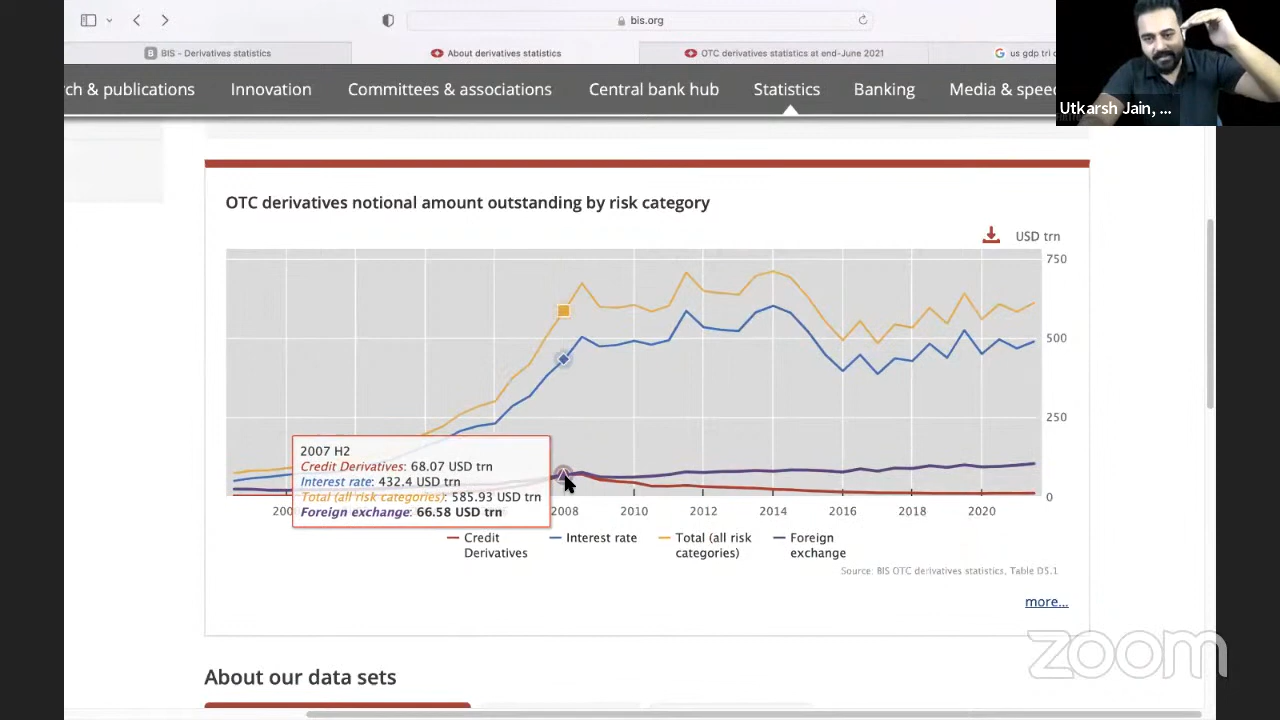 bis.org
BIS - Derivatives statistics
About derivatives statistics
OTC derivatives statistics at end-June 2021
us gdp tri
ch & publications
Innovation
Committees & associations
Central bank hub
Statistics
Banking
Media & speec
Utkarsh Jain, ...
OTC derivatives notional amount outstanding by risk category
USD trn
750
500
250
0
2007 H2
Credit Derivatives: 68.07 USD trn
Interest rate: 432.4 USD trn
Total (all risk categories): 585.93 USD trn
Foreign exchange: 66.58 USD trn
200
2008
2010
2012
2014
2016
2018
2020
Credit Derivatives
Interest rate
Total (all risk categories)
Foreign exchange
Source: BIS OTC derivatives statistics, Table D5.1
more...
zoom
About our data sets